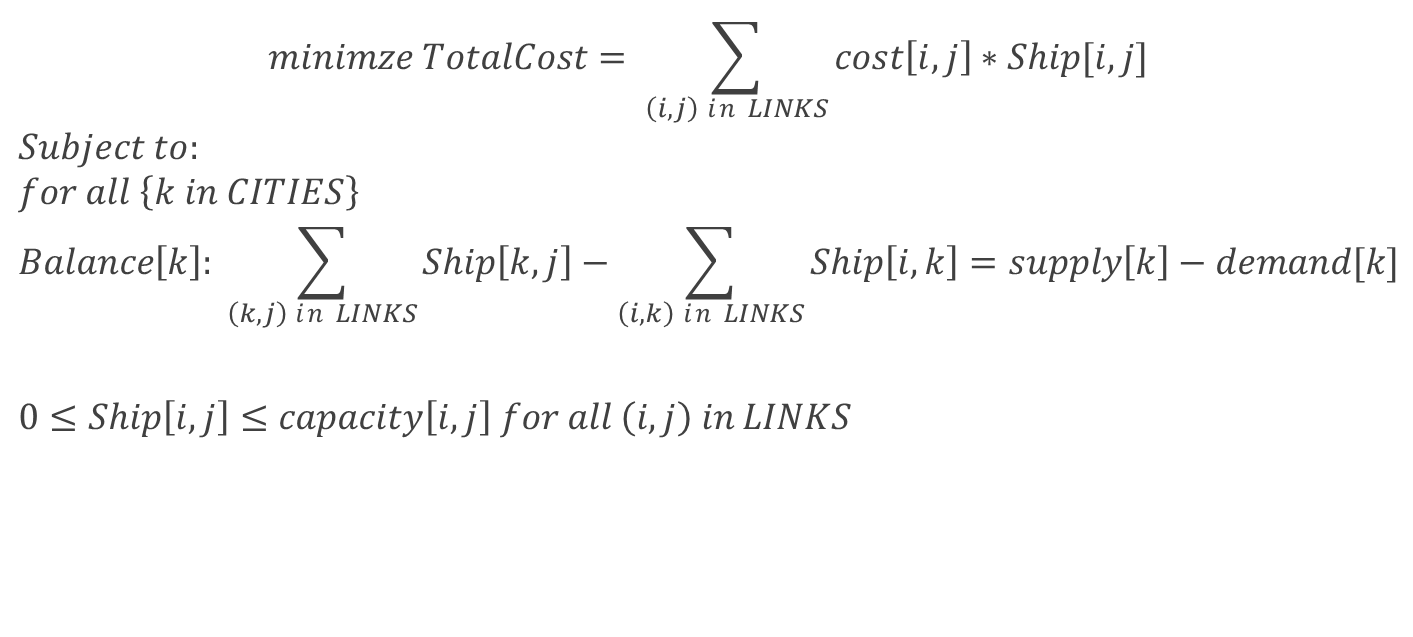 minimze TotalCost = ∑ cost[i, j] ∗ Ship[i, j]
(i,j) in LINKS
Subject to:
for all {k in CITIES}
Balance[k]: ∑ Ship[k, j] − ∑ Ship[i, k] = supply[k] − demand[k]
(k,j) in LINKS (i,k) in LINKS
0 ≤ Ship[i, j] ≤ capacity[i, j] for all (i, j) in LINKS